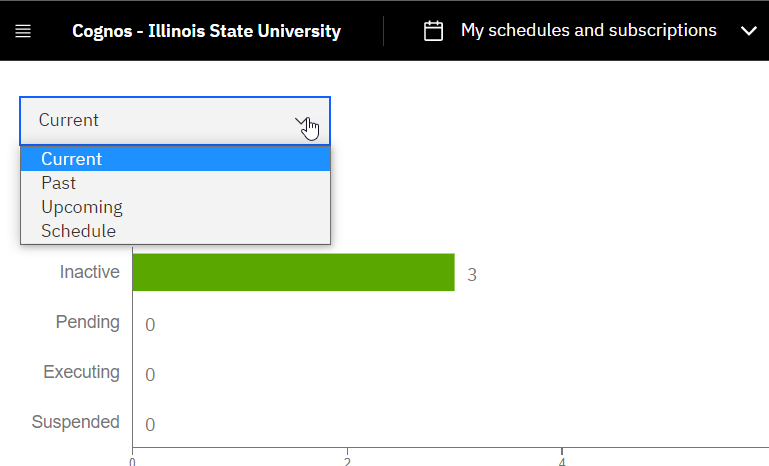 Cognos - Illinois State University
My schedules and subscriptions
Current
Current
Past
Upcoming
Schedule
Inactive 3
Pending 0
Executing 0
Suspended 0
0 2 4